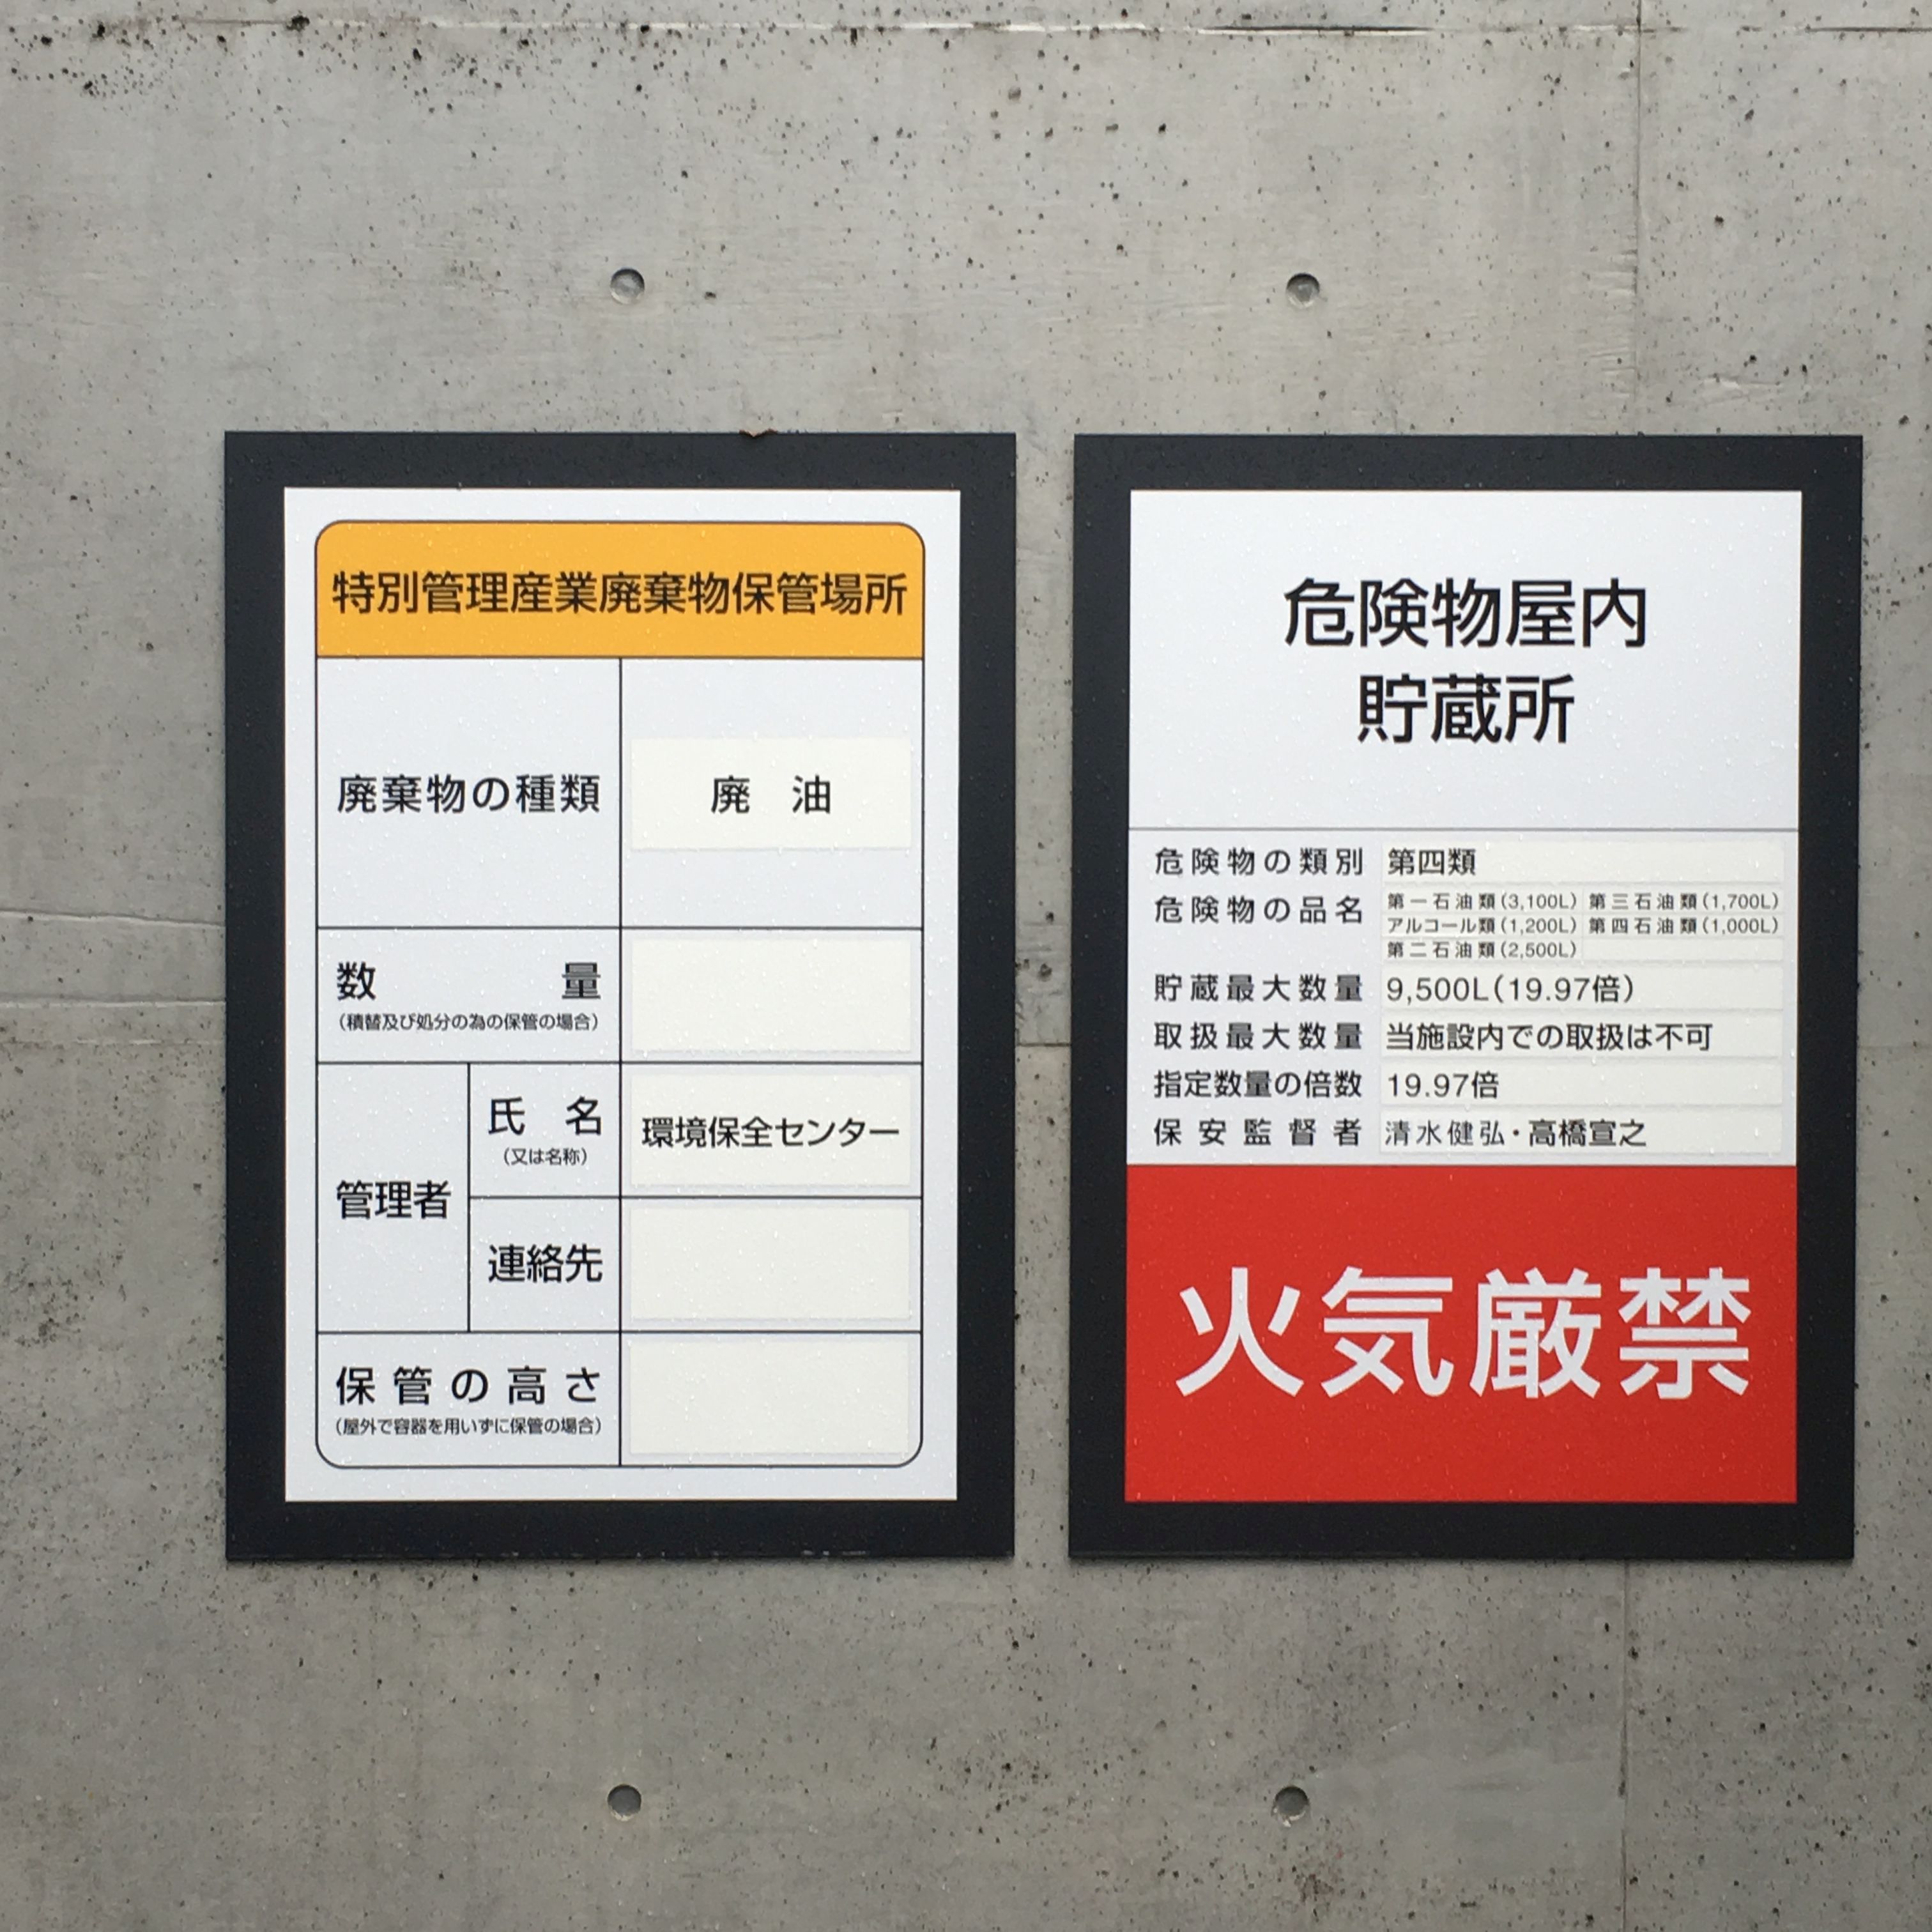 特別管理産業廃棄物保管場所
廃棄物の種類 廃 油
数 量
（積替及び処分の為の保管の場合）
管理者
氏 名 環境保全センター
（又は名称）
連絡先
保管の高さ
（屋外で容器を用いずに保管の場合）
危険物屋内
貯蔵所
危険物の類別 第四類
危険物の品名 第一石油類（3,100L） 第三石油類（1,700L）
アルコール類（1,200L） 第四石油類（1,000L）
第二石油類（2,500L）
貯蔵最大数量 9,500L（19.97倍）
取扱最大数量 当施設内での取扱は不可
指定数量の倍数 19.97倍
保安監督者 清水健弘・高橋宣之
火気厳禁